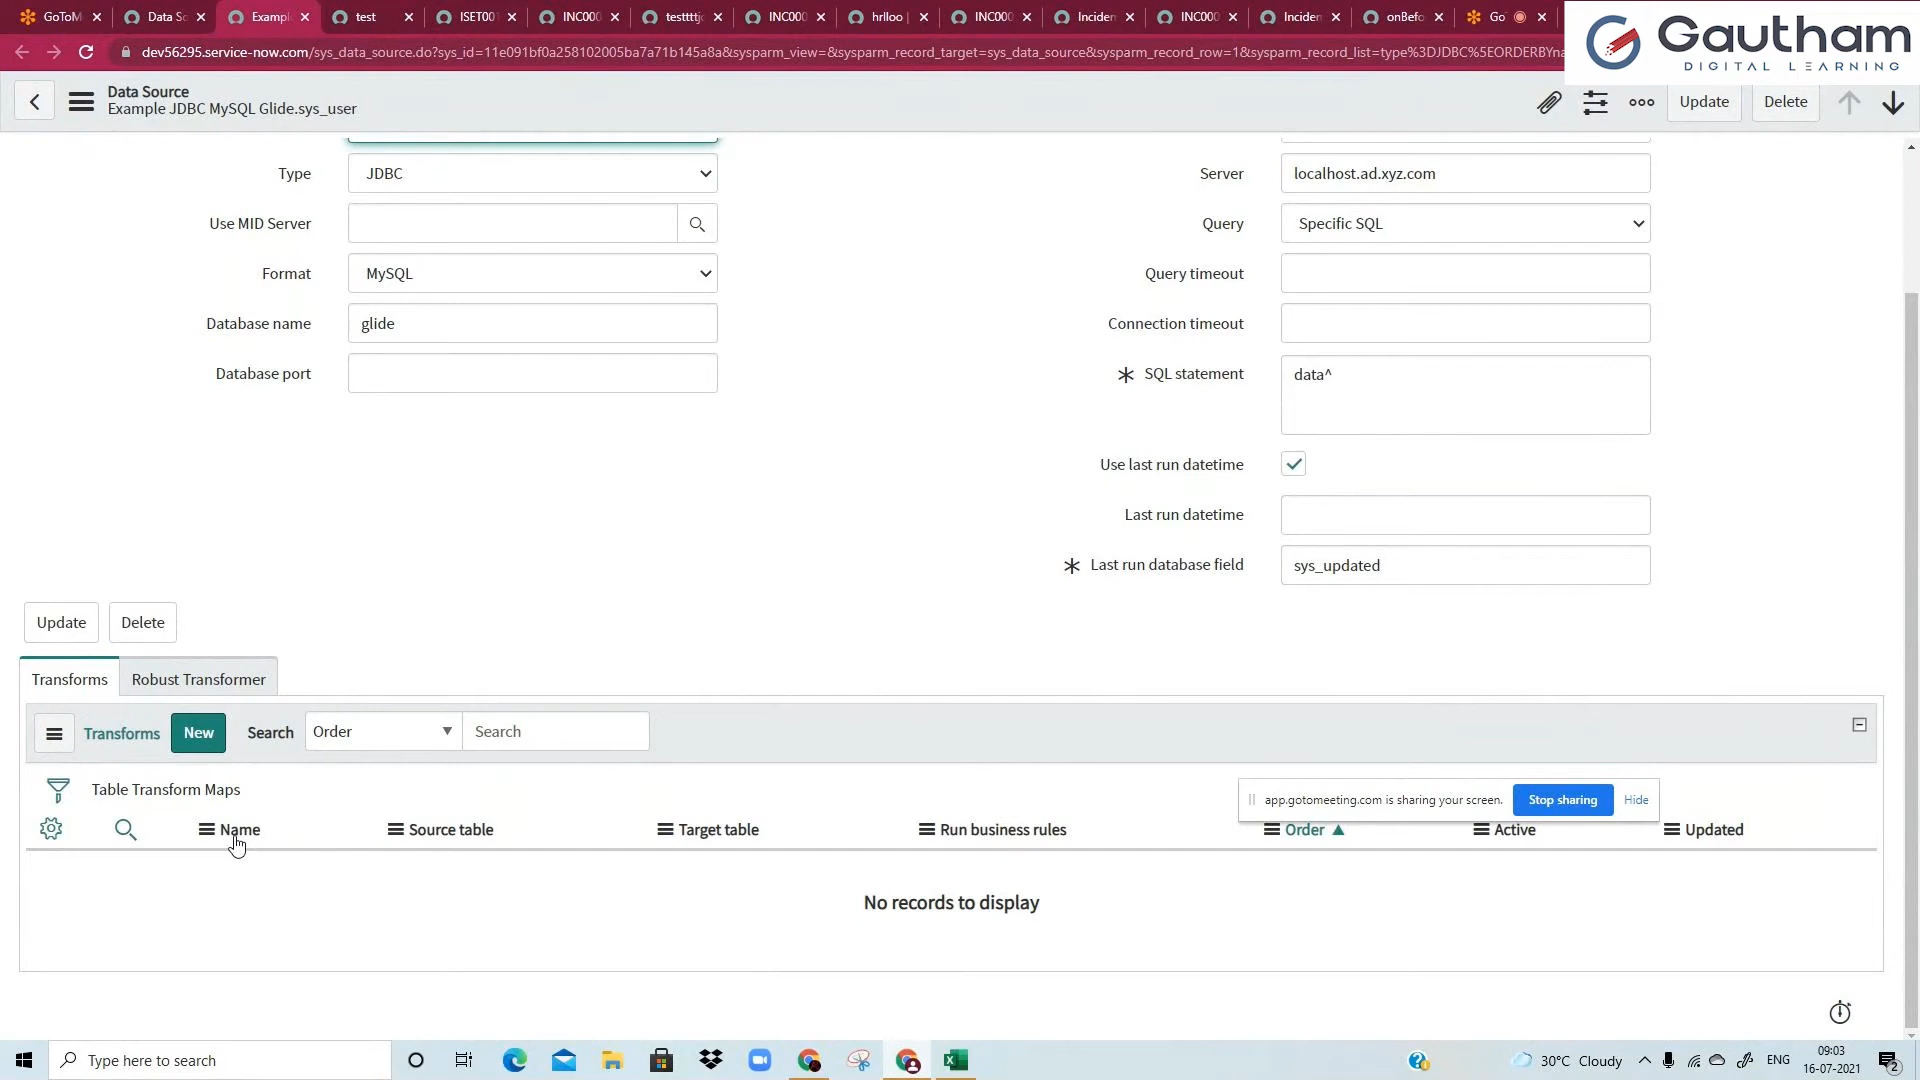 GoToM
Data So
Exampl
test
ISET001
INC000
testtttjc
INC000
hrlloo |
INC000
Inciden
INC000
Inciden
onBefo
Go
Gautham
DIGITAL LEARNING
dev56295.service-now.com/sys_data_source.do?sys_id=11e091bf0a258102005ba7a71b145a8a&sysparm_view=&sysparm_record_target=sys_data_source&sysparm_record_row=1&sysparm_record_list=type%3DJDBC%5EORDERBYna
Data Source
Example JDBC MySQL Glide.sys_user
Update
Delete
Type
JDBC
Server
localhost.ad.xyz.com
Use MID Server
Query
Specific SQL
Format
MySQL
Query timeout
Database name
glide
Connection timeout
Database port
SQL statement
data^
Use last run datetime
Last run datetime
Last run database field
sys_updated
Update
Delete
Transforms
Robust Transformer
Transforms
New
Search
Order
Search
Table Transform Maps
app.gotomeeting.com is sharing your screen.
Stop sharing
Hide
Name
Source table
Target table
Run business rules
Order
Active
Updated
No records to display
Type here to search
30°C Cloudy
ENG
09:03
16-07-2021
2